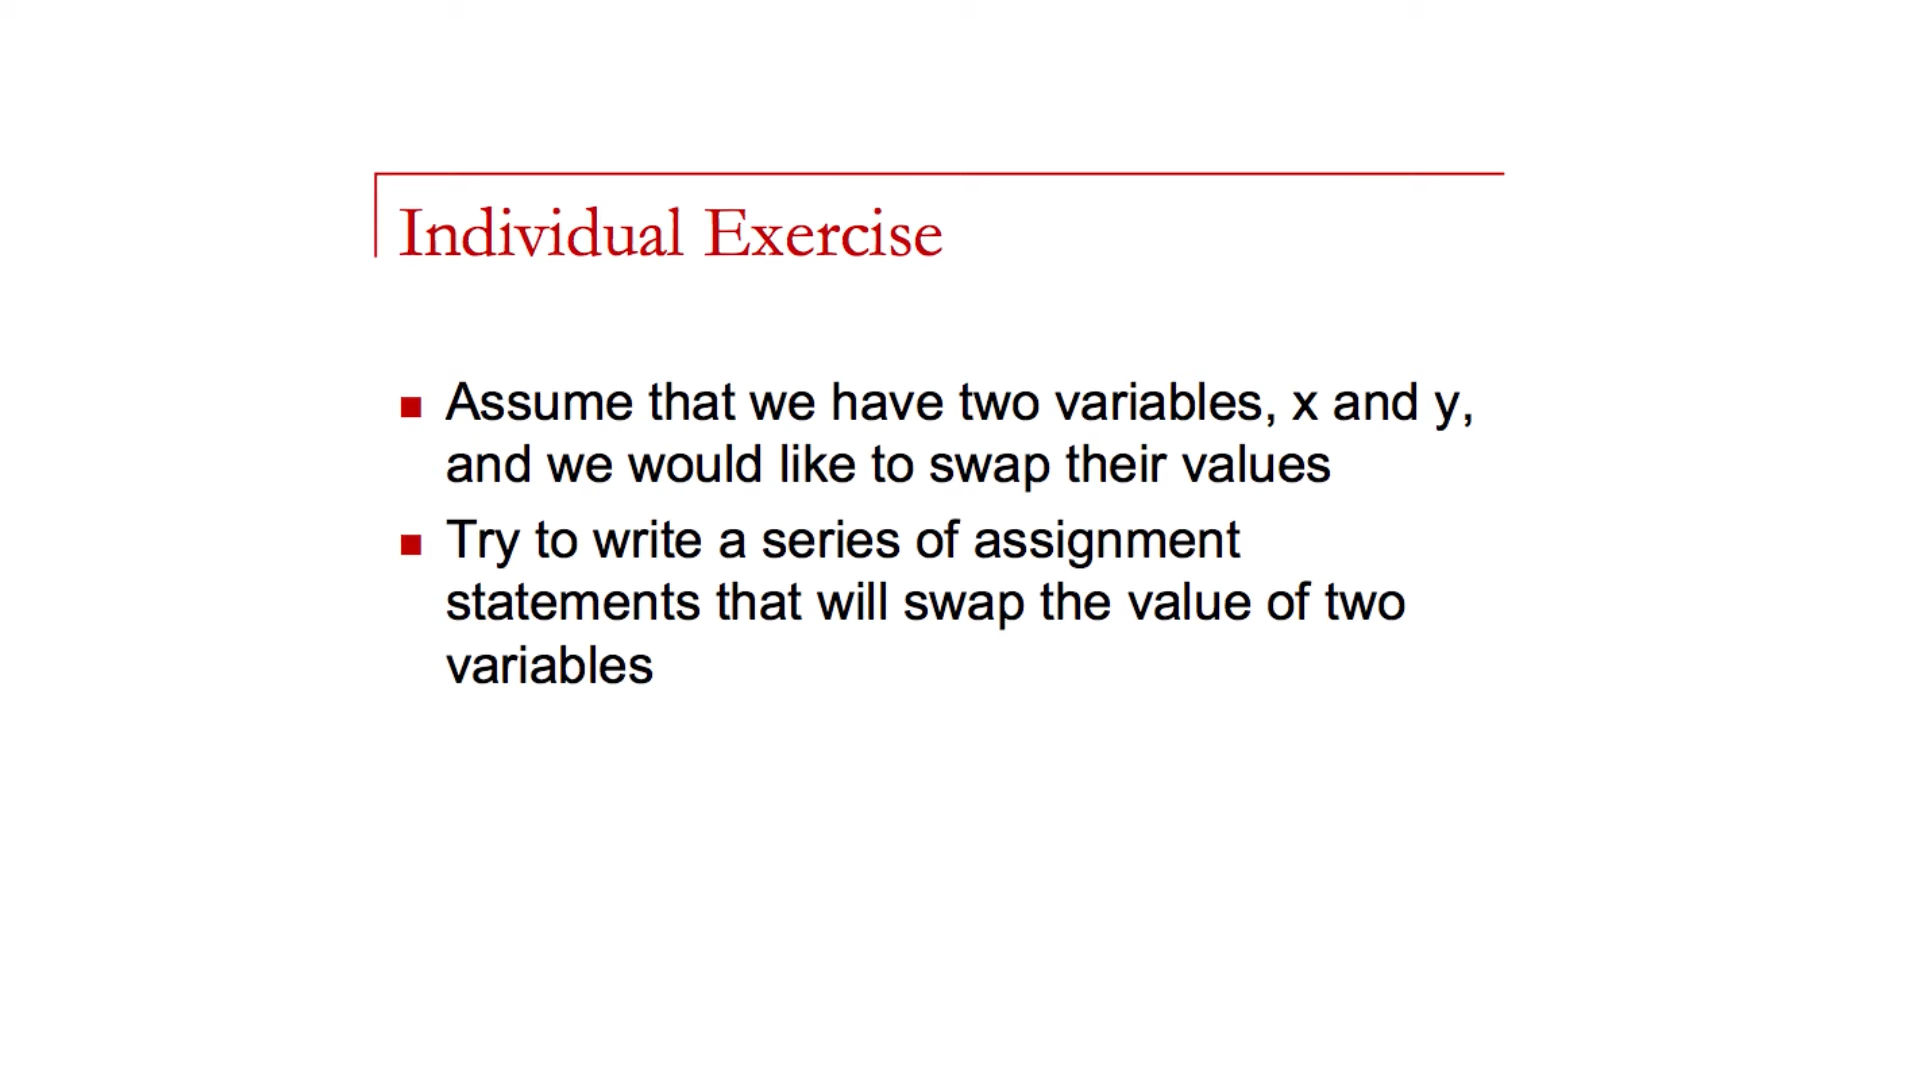 Individual Exercise
Assume that we have two variables, x and y,
and we would like to swap their values
Try to write a series of assignment
statements that will swap the value of two
variables